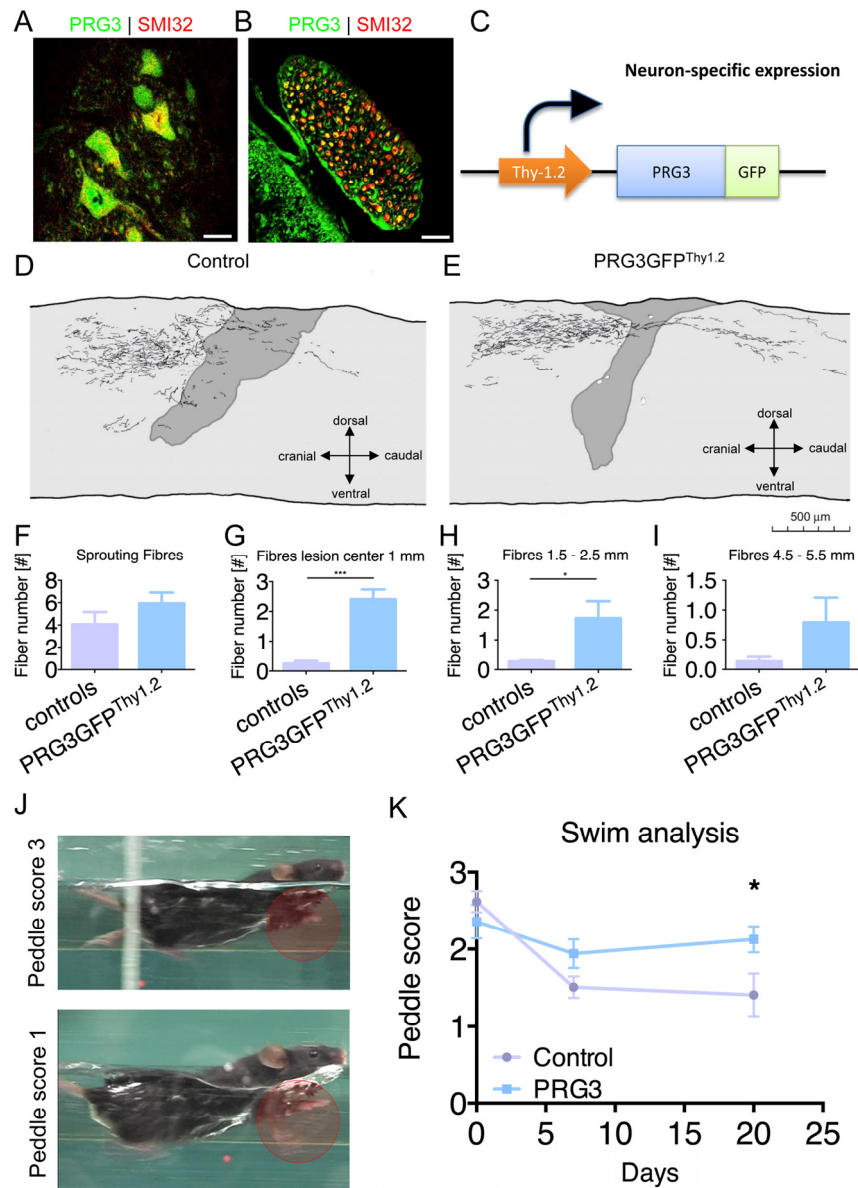 A
PRG3 | SMI32
B
PRG3 | SMI32
C
Neuron-specific expression
Thy-1.2
PRG3
GFP
D
Control
E
PRG3GFPThy1.2
dorsal
cranial
caudal
ventral
dorsal
cranial
caudal
ventral
500 µm
F
Sprouting Fibres
Fiber number [#]
8
6
4
2
0
controls
PRG3GFPThy1.2
G
Fibres lesion center 1 mm
Fiber number [#]
3
2
1
0
***
controls
PRG3GFPThy1.2
H
Fibres 1.5 - 2.5 mm
Fiber number [#]
3
2
1
0
*
controls
PRG3GFPThy1.2
I
Fibres 4.5 - 5.5 mm
Fiber number [#]
1.5
1.0
0.5
0.0
controls
PRG3GFPThy1.2
J
Peddle score 3
Peddle score 1
K
Swim analysis
Peddle score
3
2
1
0
*
Control
PRG3
0
5
10
15
20
25
Days